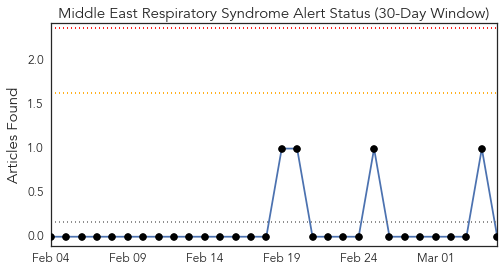 Middle East Respiratory Syndrome Alert Status (30-Day Window)
Articles Found
2.0
1.5
1.0
0.5
0.0
Feb 04 Feb 09 Feb 14 Feb 19 Feb 24 Mar 01